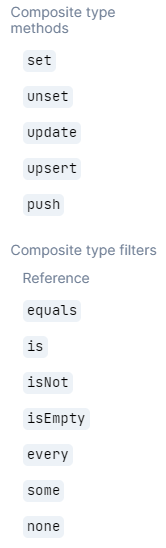 Composite type
methods
set
unset
update
upsert
push
Composite type filters
Reference
equals
is
isNot
isEmpty
every
some
none